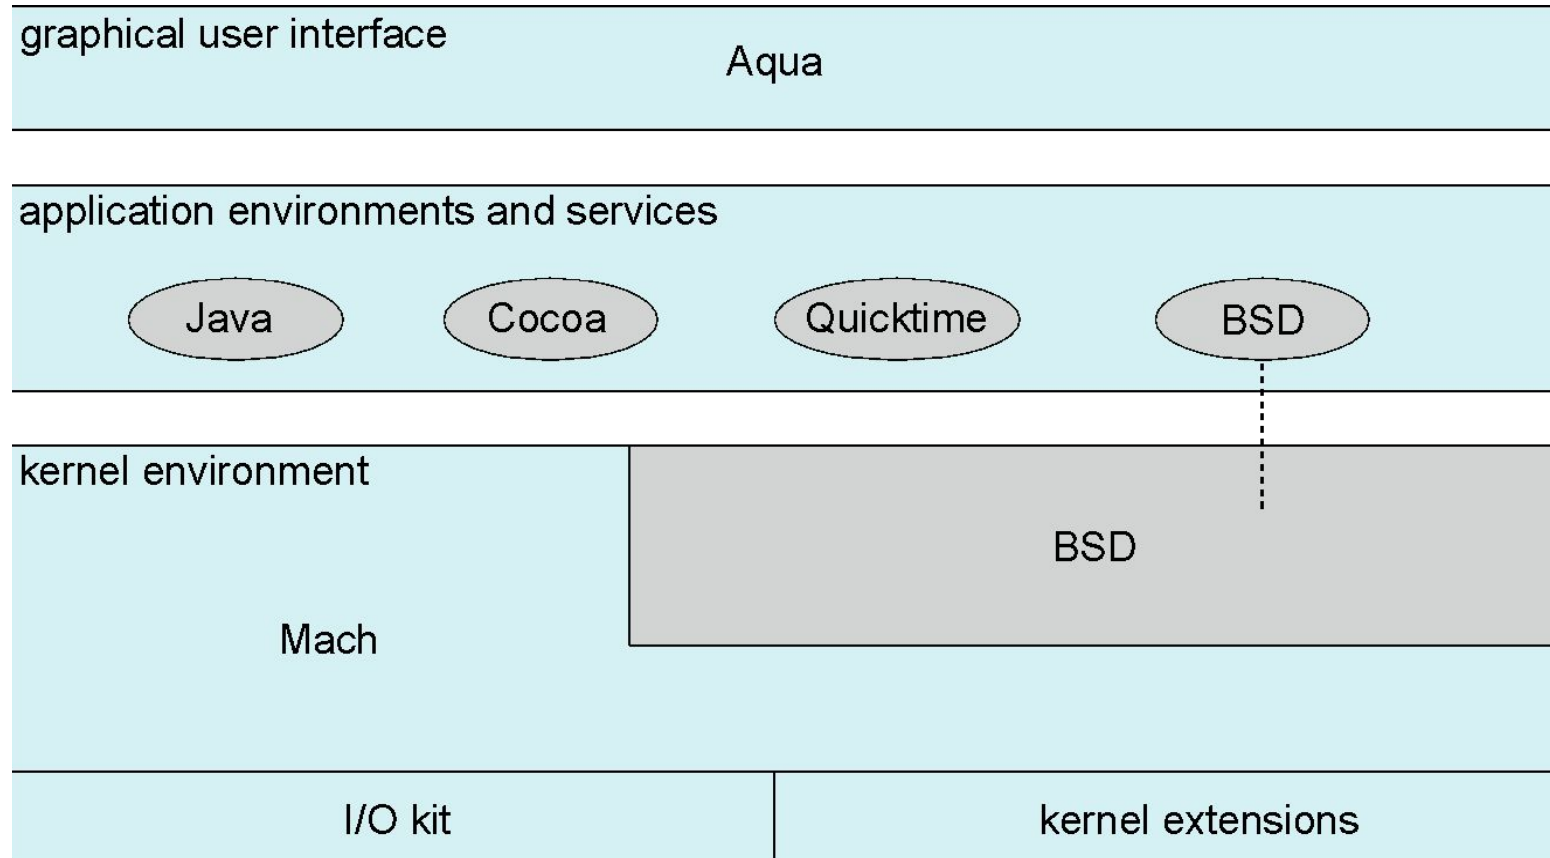 graphical user interface
Aqua
application environments and services
Java
Cocoa
Quicktime
BSD
kernel environment
BSD
Mach
I/O kit
kernel extensions